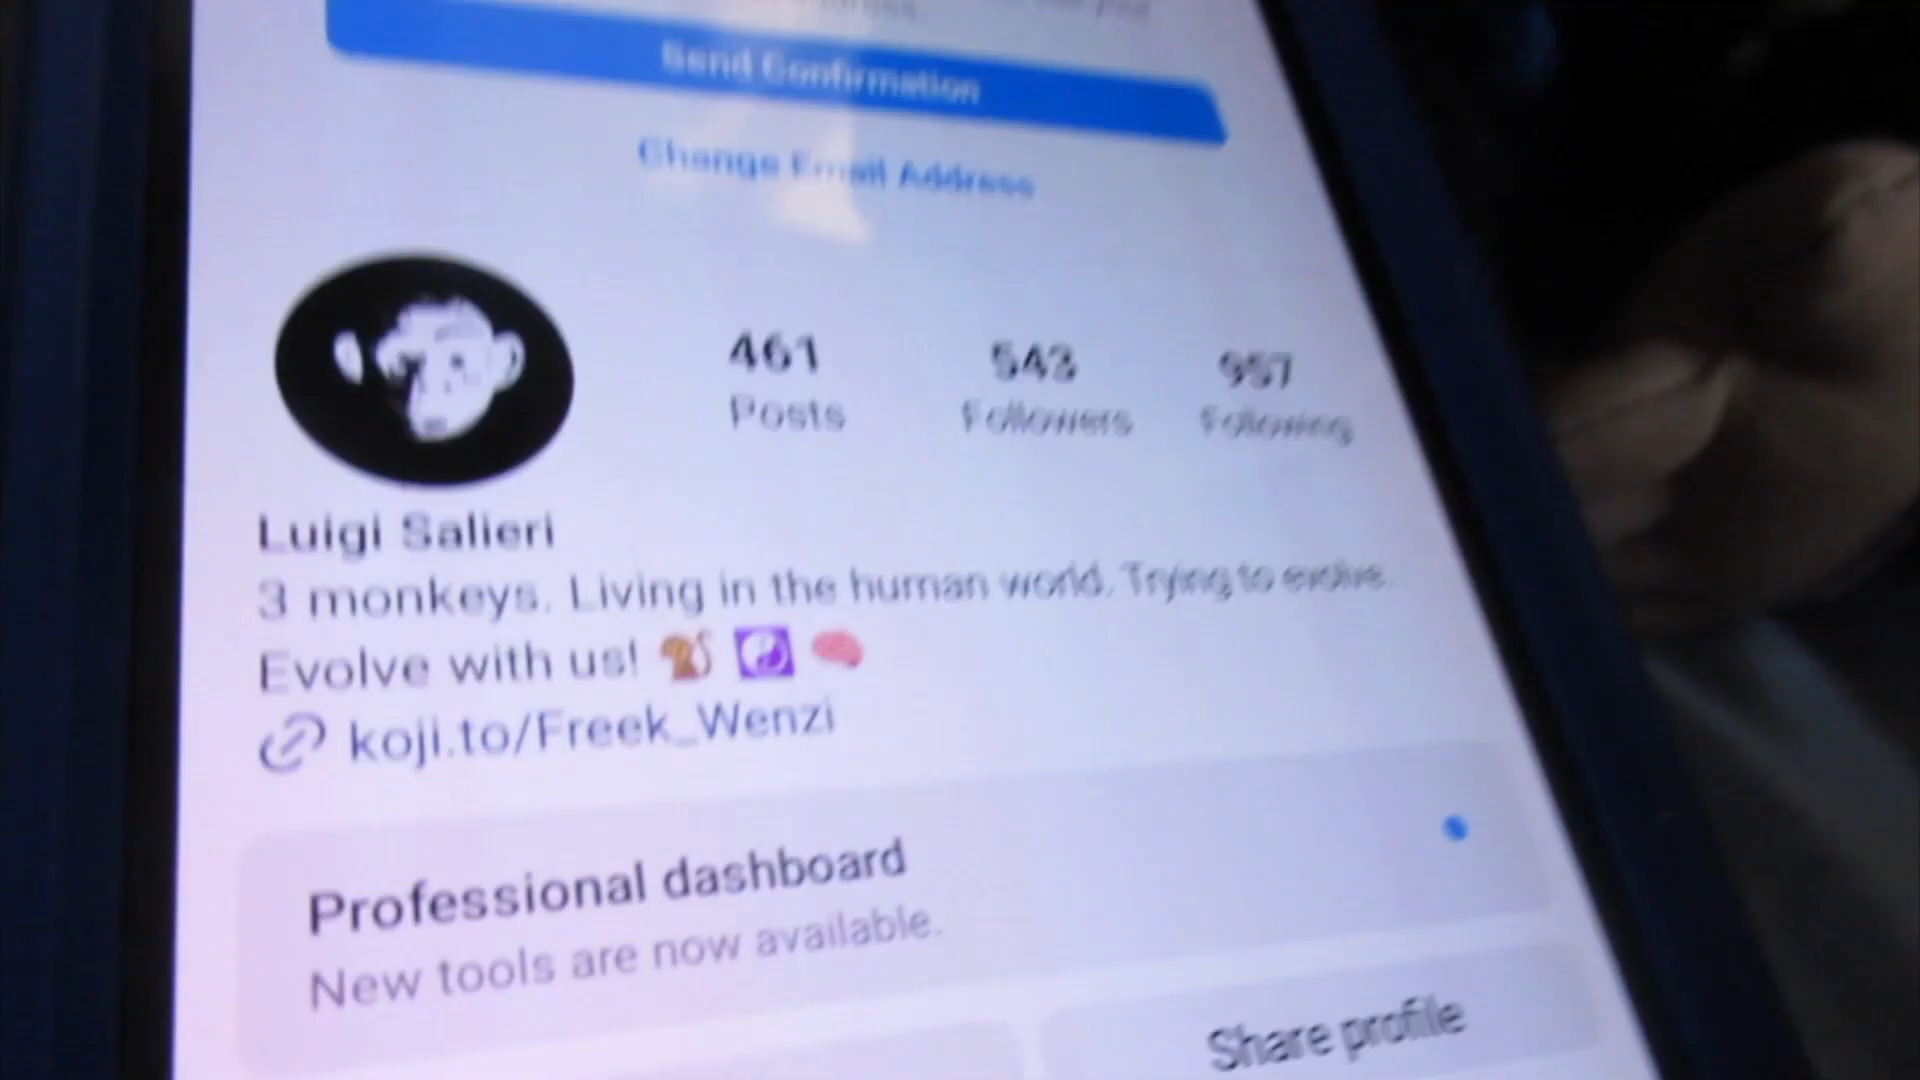 Send Confirmation
Change Email Address
461 543 957
Posts Followers Following
Luigi Salieri
3 monkeys. Living in the human world. Trying to evolve.
Evolve with us! 🐒 ☯️ 🧠
koji.to/Freek_Wenzi
Professional dashboard
New tools are now available.
Share profile